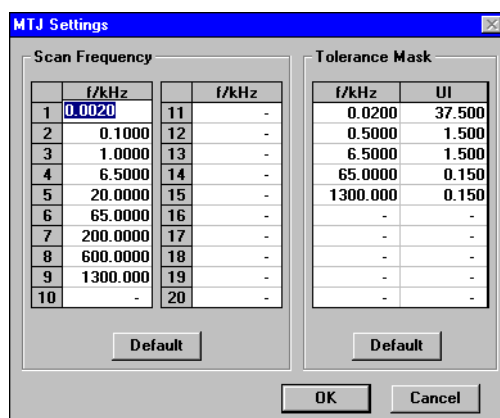 MTJ Settings
Scan Frequency
f/kHz f/kHz
1 0.0020 11 -
2 0.1000 12 -
3 1.0000 13 -
4 6.5000 14 -
5 20.0000 15 -
6 65.0000 16 -
7 200.0000 17 -
8 600.0000 18 -
9 1300.000 19 -
10 - 20 -
Default
Tolerance Mask
f/kHz UI
0.0200 37.500
0.5000 1.500
6.5000 1.500
65.0000 0.150
1300.000 0.150
- -
- -
- -
- -
- -
Default
OK Cancel